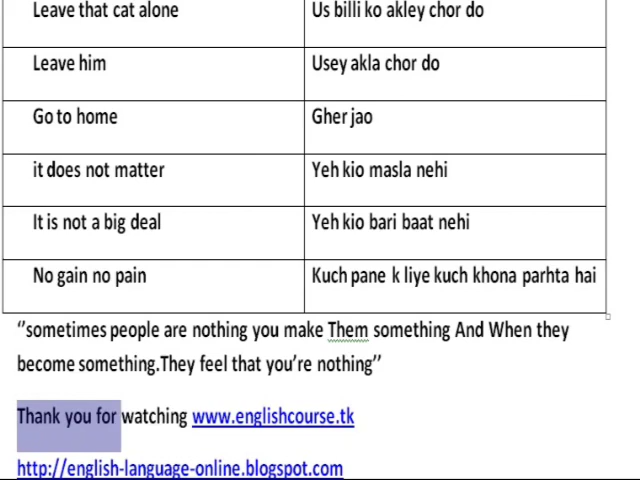 Leave that cat alone Us billi ko akley chor do
Leave him Usey akla chor do
Go to home Gher jao
it does not matter Yeh kio masla nehi
It is not a big deal Yeh kio bari baat nehi
No gain no pain Kuch pane k liye kuch khona parhta hai
‘’sometimes people are nothing you make Them something And When they
become something.They feel that you’re nothing’’
Thank you for watching www.englishcourse.tk
http://english-language-online.blogspot.com